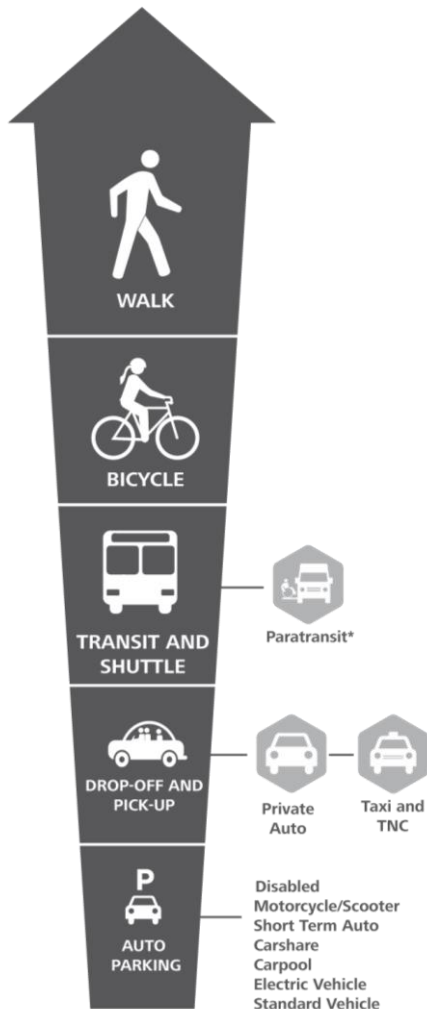 WALK
BICYCLE
TRANSIT AND
SHUTTLE
Paratransit*
DROP-OFF AND
PICK-UP
Private
Auto
Taxi and
TNC
P
AUTO
PARKING
Disabled
Motorcycle/Scooter
Short Term Auto
Carshare
Carpool
Electric Vehicle
Standard Vehicle